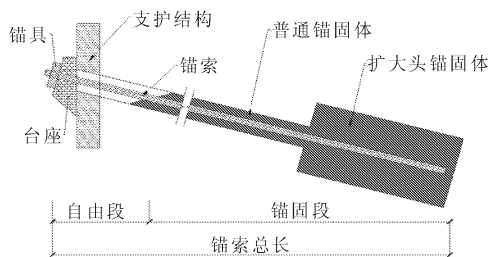 支护结构
锚具
普通锚固体
锚索
扩大头锚固体
台座
自由段
锚固段
锚索总长